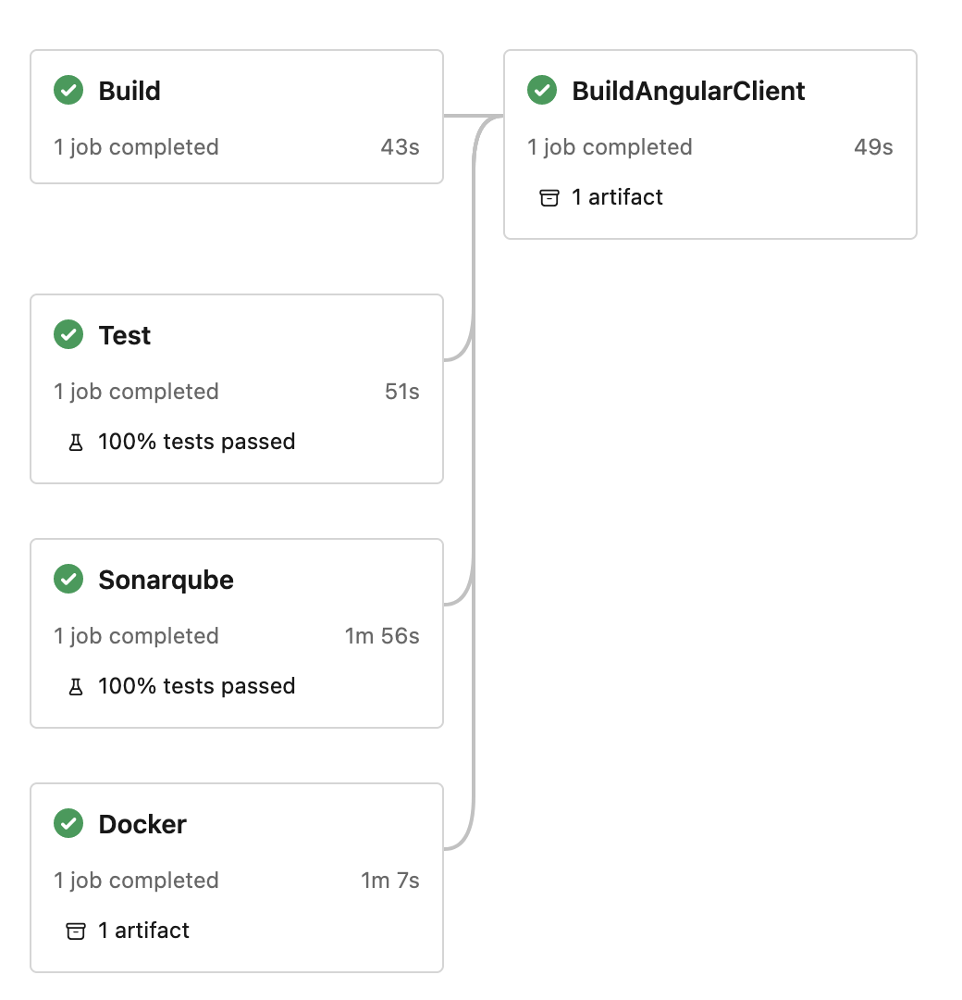 Build
1 job completed 43s
BuildAngularClient
1 job completed 49s
1 artifact
Test
1 job completed 51s
100% tests passed
Sonarqube
1 job completed 1m 56s
100% tests passed
Docker
1 job completed 1m 7s
1 artifact